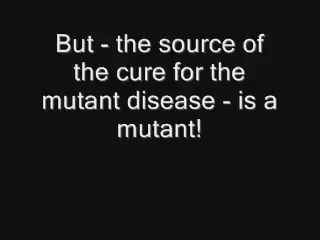 But - the source of
the cure for the
mutant disease - is a
mutant!